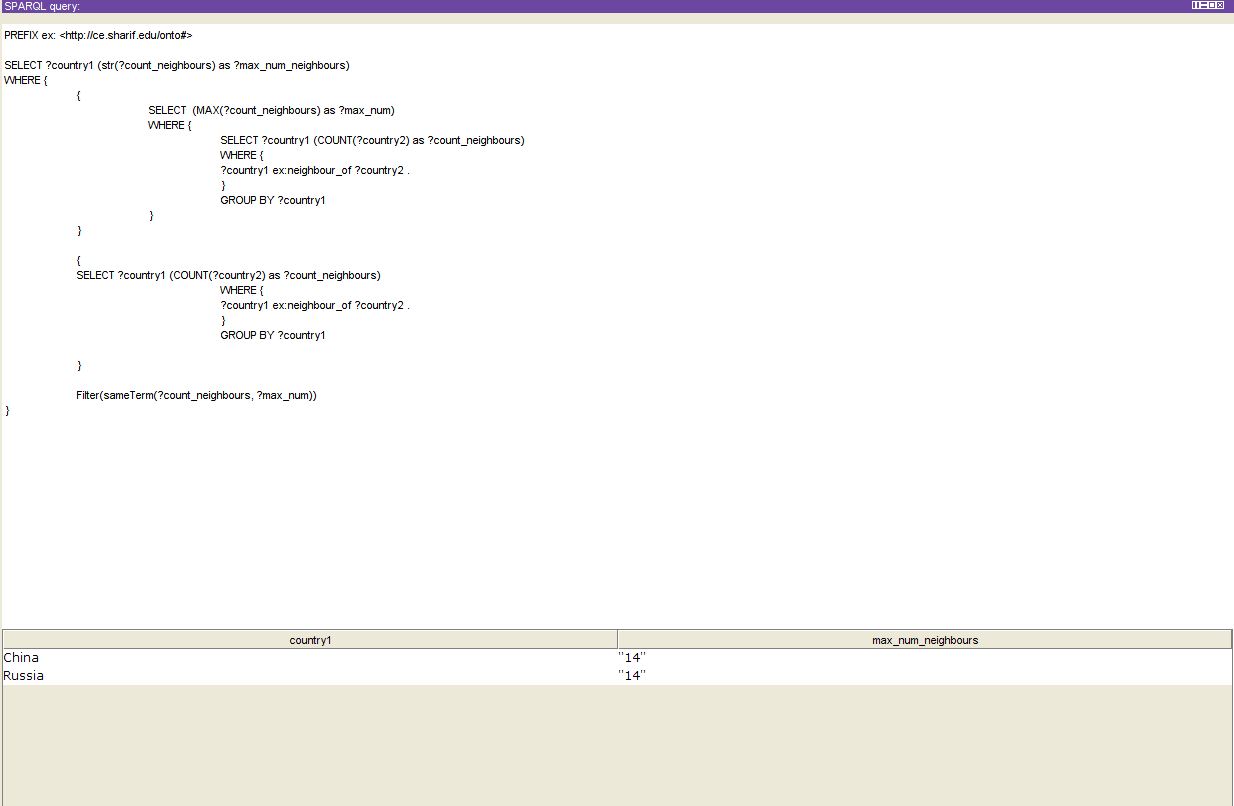 SPARQL query:
PREFIX ex: <http://ce.sharif.edu/onto#>
SELECT ?country1 (str(?count_neighbours) as ?max_num_neighbours)
WHERE {
{
SELECT  (MAX(?count_neighbours) as ?max_num)
WHERE {
SELECT ?country1 (COUNT(?country2) as ?count_neighbours)
WHERE {
?country1 ex:neighbour_of ?country2 .
}
GROUP BY ?country1
}
}
{
SELECT ?country1 (COUNT(?country2) as ?count_neighbours)
WHERE {
?country1 ex:neighbour_of ?country2 .
}
GROUP BY ?country1
}
Filter(sameTerm(?count_neighbours, ?max_num))
}
country1 max_num_neighbours
China "14"
Russia "14"